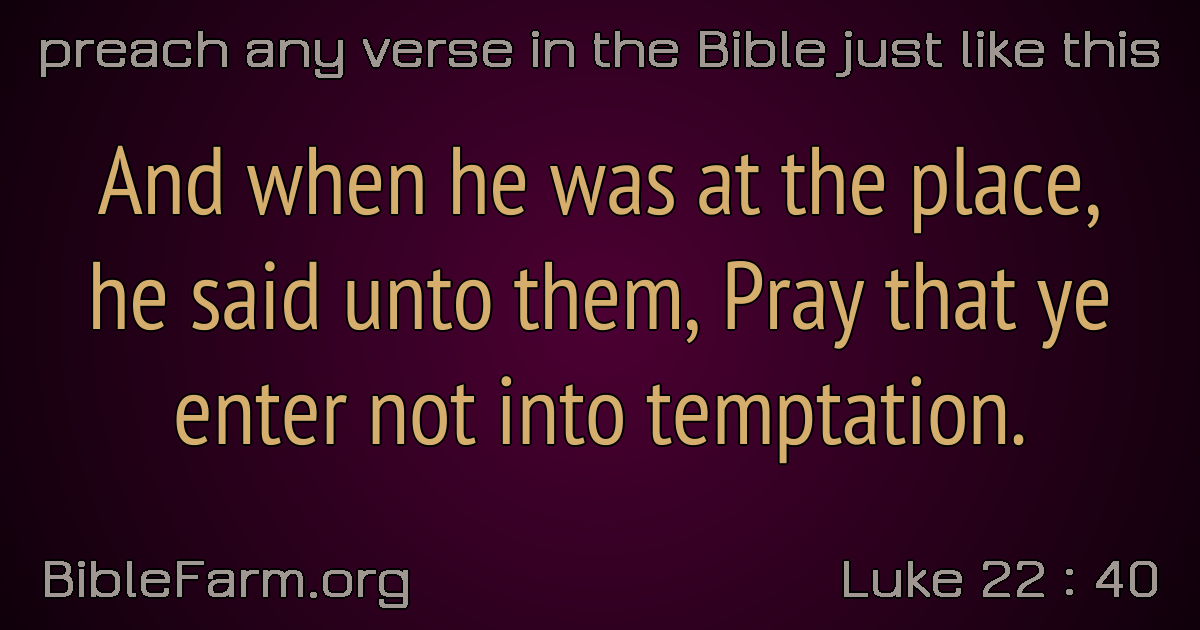 preach any verse in the Bible just like this
And when he was at the place,
he said unto them, Pray that ye
enter not into temptation.
BibleFarm.org
Luke 22 : 40